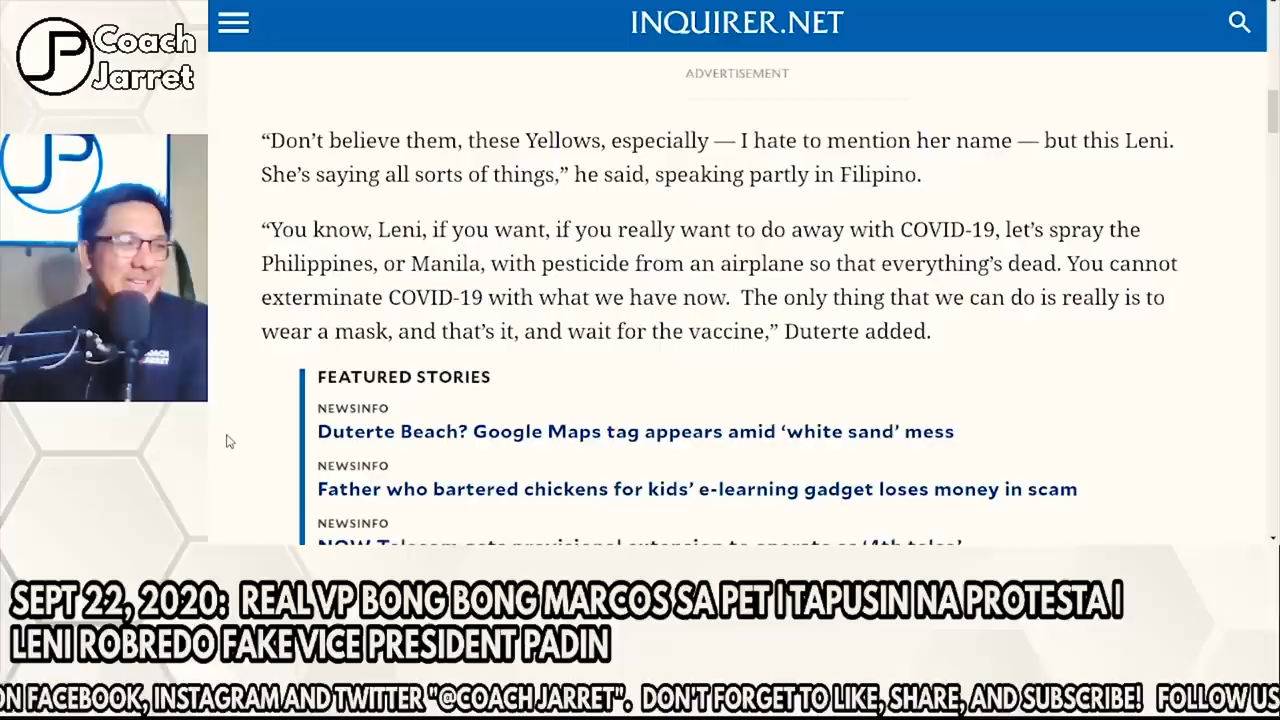 JP Coach
Jarret
INQUIRER.NET
ADVERTISEMENT
“Don’t believe them, these Yellows, especially — I hate to mention her name — but this Leni.
She’s saying all sorts of things,” he said, speaking partly in Filipino.
“You know, Leni, if you want, if you really want to do away with COVID-19, let’s spray the
Philippines, or Manila, with pesticide from an airplane so that everything’s dead. You cannot
exterminate COVID-19 with what we have now.  The only thing that we can do is really is to
wear a mask, and that’s it, and wait for the vaccine,” Duterte added.
JP
COACH
JARRET
FEATURED STORIES
NEWSINFO
Duterte Beach? Google Maps tag appears amid ‘white sand’ mess
NEWSINFO
Father who bartered chickens for kids’ e-learning gadget loses money in scam
NEWSINFO
SEPT 22, 2020:  REAL VP BONG BONG MARCOS SA PET | TAPUSIN NA PROTESTA |
LENI ROBREDO FAKE VICE PRESIDENT PADIN
ON FACEBOOK, INSTAGRAM AND TWITTER "@COACH JARRET".  DON'T FORGET TO LIKE, SHARE, AND SUBSCRIBE!   FOLLOW US